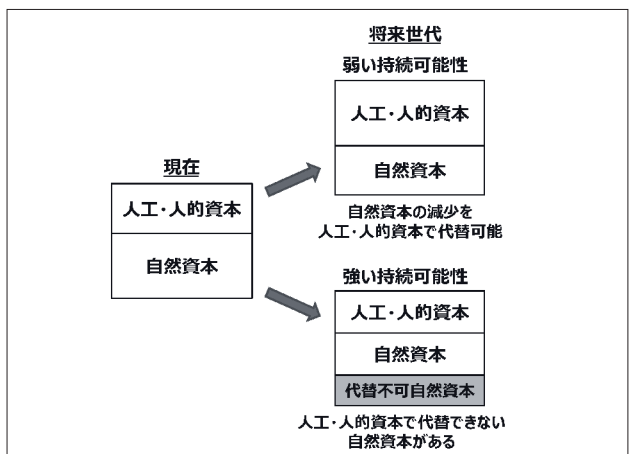 将来世代
弱い持続可能性
人工・人的資本
自然資本
自然資本の減少を
人工・人的資本で代替可能
現在
人工・人的資本
自然資本
強い持続可能性
人工・人的資本
自然資本
代替不可自然資本
人工・人的資本で代替できない
自然資本がある